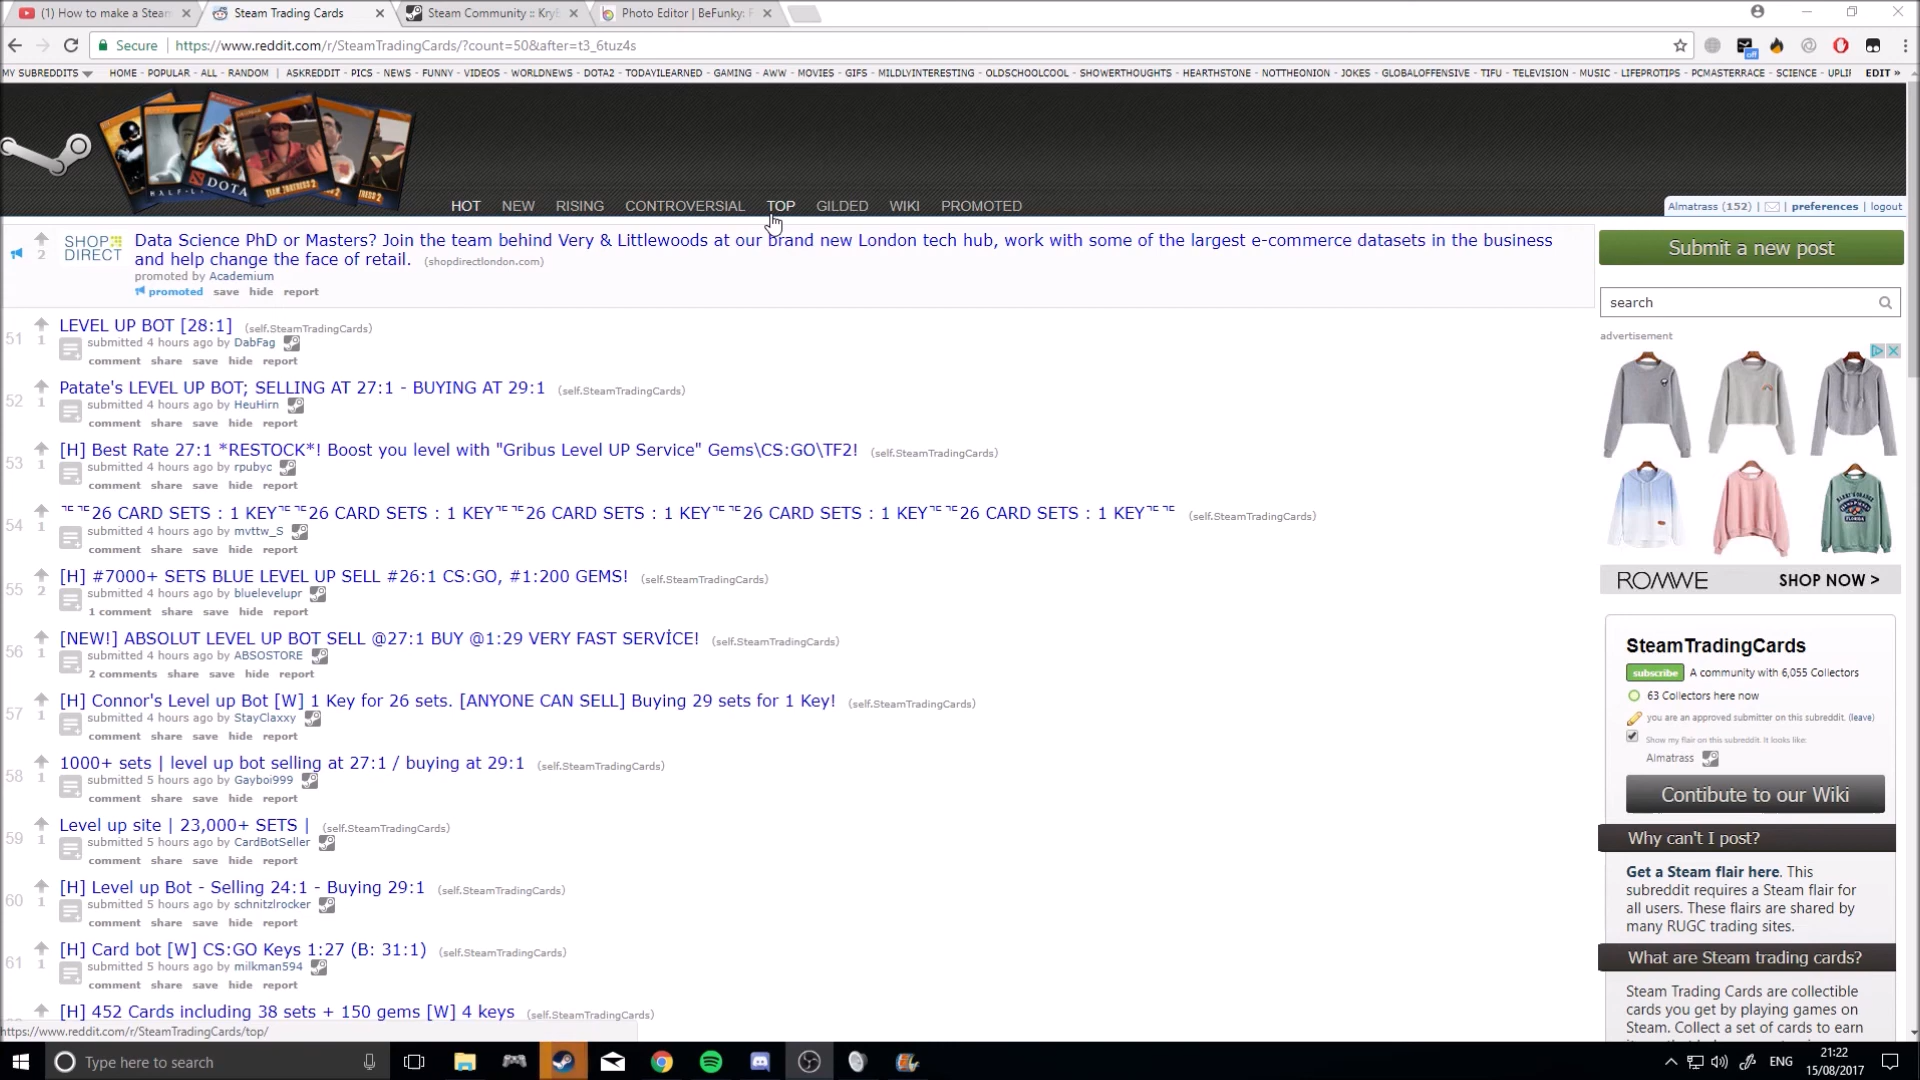 (1) How to make a Steam
Steam Trading Cards
Steam Community :: Kry
Photo Editor | BeFunky:
Secure
https://www.reddit.com/r/SteamTradingCards/?count=50&after=t3_6tuz4s
MY SUBREDDITS HOME - POPULAR - ALL - RANDOM | ASKREDDIT - PICS - NEWS - FUNNY - VIDEOS - WORLDNEWS - DOTA2 - TODAYILEARNED - GAMING - AWW - MOVIES - GIFS - MILDLYINTERESTING - OLDSCHOOLCOOL - SHOWERTHOUGHTS - HEARTHSTONE - NOTTHEONION - JOKES - GLOBALOFFENSIVE - TIFU - TELEVISION - MUSIC - LIFEPROTIPS - PCMASTERRACE - SCIENCE - UPLI EDIT »
DOTA
TEAM FORTRESS 2
HOT NEW RISING CONTROVERSIAL TOP GILDED WIKI PROMOTED
Almatrass (152) | | preferences | logout
2
SHOP DIRECT
Data Science PhD or Masters? Join the team behind Very & Littlewoods at our brand new London tech hub, work with some of the largest e-commerce datasets in the business
and help change the face of retail. (shopdirectlondon.com)
promoted by Academium
promoted save hide report
51 1 LEVEL UP BOT [28:1] (self.SteamTradingCards)
submitted 4 hours ago by DabFag
comment share save hide report
52 1 Patate's LEVEL UP BOT; SELLING AT 27:1 - BUYING AT 29:1 (self.SteamTradingCards)
submitted 4 hours ago by HeuHirn
comment share save hide report
53 1 [H] Best Rate 27:1 *RESTOCK*! Boost you level with "Gribus Level UP Service" Gems\CS:GO\TF2! (self.SteamTradingCards)
submitted 4 hours ago by rpubyc
comment share save hide report
54 1 26 CARD SETS : 1 KEY 26 CARD SETS : 1 KEY 26 CARD SETS : 1 KEY 26 CARD SETS : 1 KEY 26 CARD SETS : 1 KEY (self.SteamTradingCards)
submitted 4 hours ago by mvttw_S
comment share save hide report
55 2 [H] #7000+ SETS BLUE LEVEL UP SELL #26:1 CS:GO, #1:200 GEMS! (self.SteamTradingCards)
submitted 4 hours ago by bluelevelupr
1 comment share save hide report
56 1 [NEW!] ABSOLUT LEVEL UP BOT SELL @27:1 BUY @1:29 VERY FAST SERVİCE! (self.SteamTradingCards)
submitted 4 hours ago by ABSOSTORE
2 comments share save hide report
57 1 [H] Connor's Level up Bot [W] 1 Key for 26 sets. [ANYONE CAN SELL] Buying 29 sets for 1 Key! (self.SteamTradingCards)
submitted 4 hours ago by StayClaxxy
comment share save hide report
58 1 1000+ sets | level up bot selling at 27:1 / buying at 29:1 (self.SteamTradingCards)
submitted 5 hours ago by Gayboi999
comment share save hide report
59 1 Level up site | 23,000+ SETS | (self.SteamTradingCards)
submitted 5 hours ago by CardBotSeller
comment share save hide report
60 1 [H] Level up Bot - Selling 24:1 - Buying 29:1 (self.SteamTradingCards)
submitted 5 hours ago by schnitzlrocker
comment share save hide report
61 1 [H] Card bot [W] CS:GO Keys 1:27 (B: 31:1) (self.SteamTradingCards)
submitted 5 hours ago by milkman594
comment share save hide report
[H] 452 Cards including 38 sets + 150 gems [W] 4 keys (self.SteamTradingCards)
https://www.reddit.com/r/SteamTradingCards/top/
Submit a new post
search
advertisement
ROMWE SHOP NOW >
SteamTradingCards
subscribe A community with 6,055 Collectors
63 Collectors here now
you are an approved submitter on this subreddit. (leave)
Show my flair on this subreddit. It looks like:
Almatrass
Contibute to our Wiki
Why can't I post?
Get a Steam flair here. This
subreddit requires a Steam flair for
all users. These flairs are shared by
many RUGC trading sites.
What are Steam trading cards?
Steam Trading Cards are collectible
cards you get by playing games on
Steam. Collect a set of cards to earn
Type here to search
ENG
21:22
15/08/2017